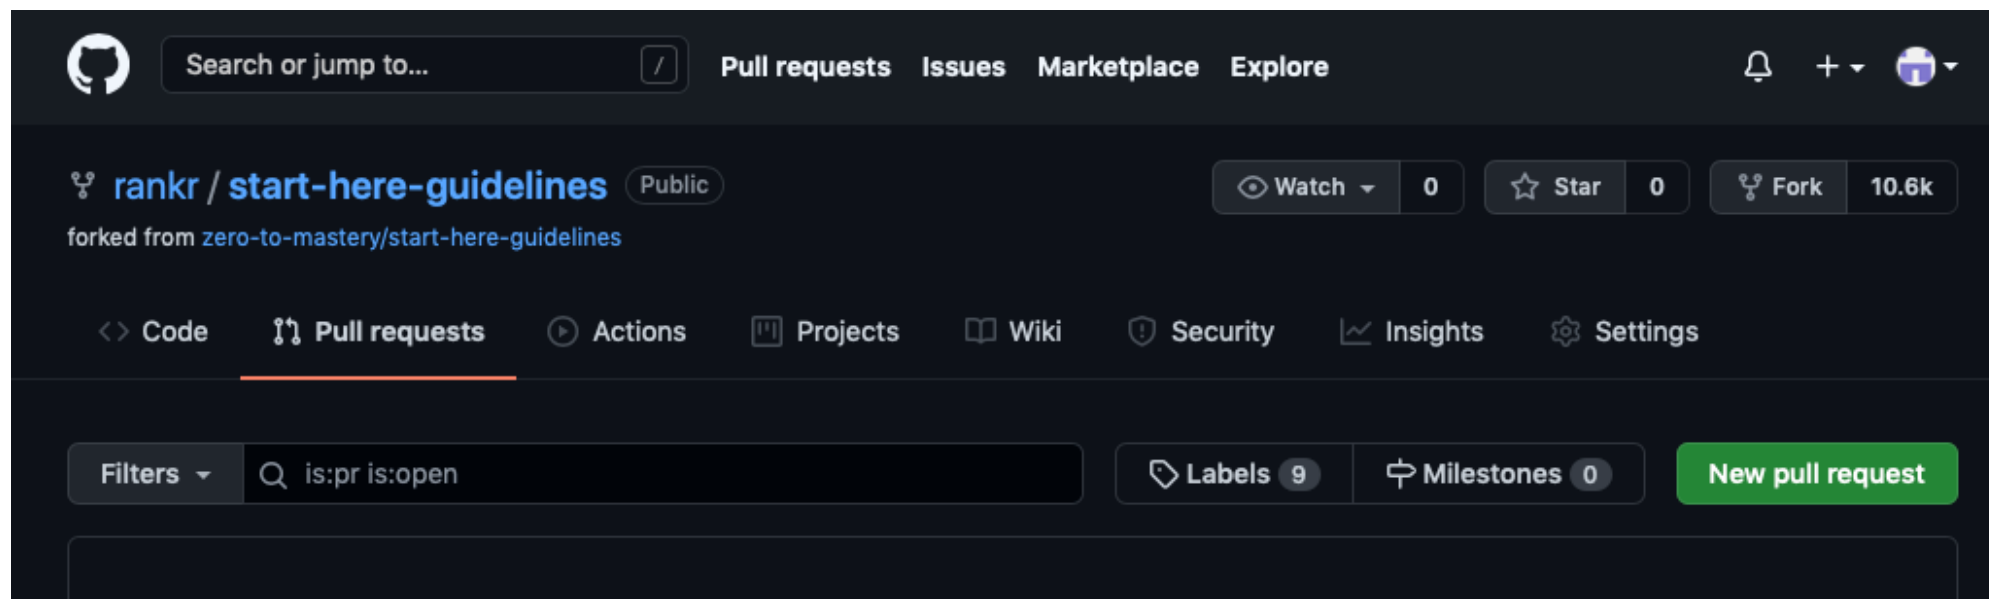 Search or jump to... / Pull requests Issues Marketplace Explore
rankr / start-here-guidelines Public Watch 0 Star 0 Fork 10.6k
forked from zero-to-mastery/start-here-guidelines
Code Pull requests Actions Projects Wiki Security Insights Settings
Filters is:pr is:open Labels 9 Milestones 0 New pull request